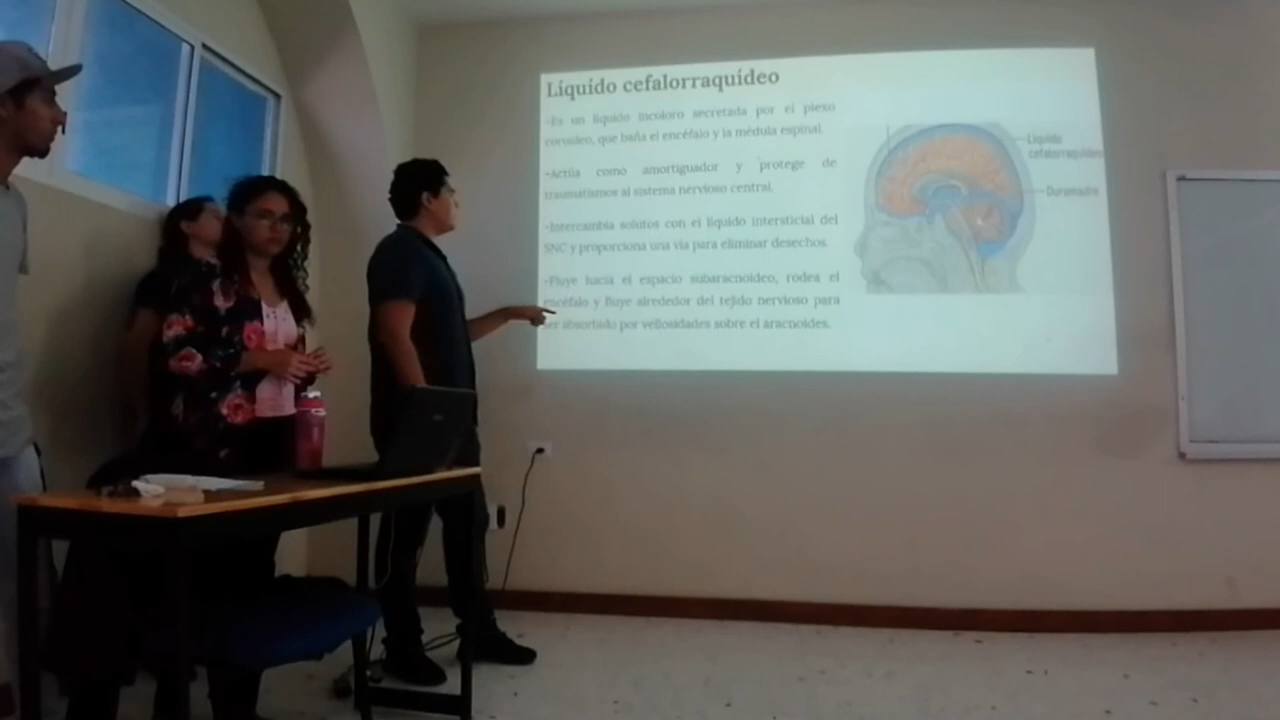 Líquido cefalorraquídeo
-Es un líquido incoloro secretada por el plexo
coroideo, que baña el encéfalo y la médula espinal.
-Actúa como amortiguador y protege de
traumatismos al sistema nervioso central.
-Intercambia solutos con el líquido intersticial del
SNC y proporciona una vía para eliminar desechos.
-Fluye hacia el espacio subaracnoideo, rodea el
encéfalo y fluye alrededor del tejido nervioso para
ser absorbido por vellosidades sobre el aracnoides.
Líquido
cefalorraquídeo
Duramadre